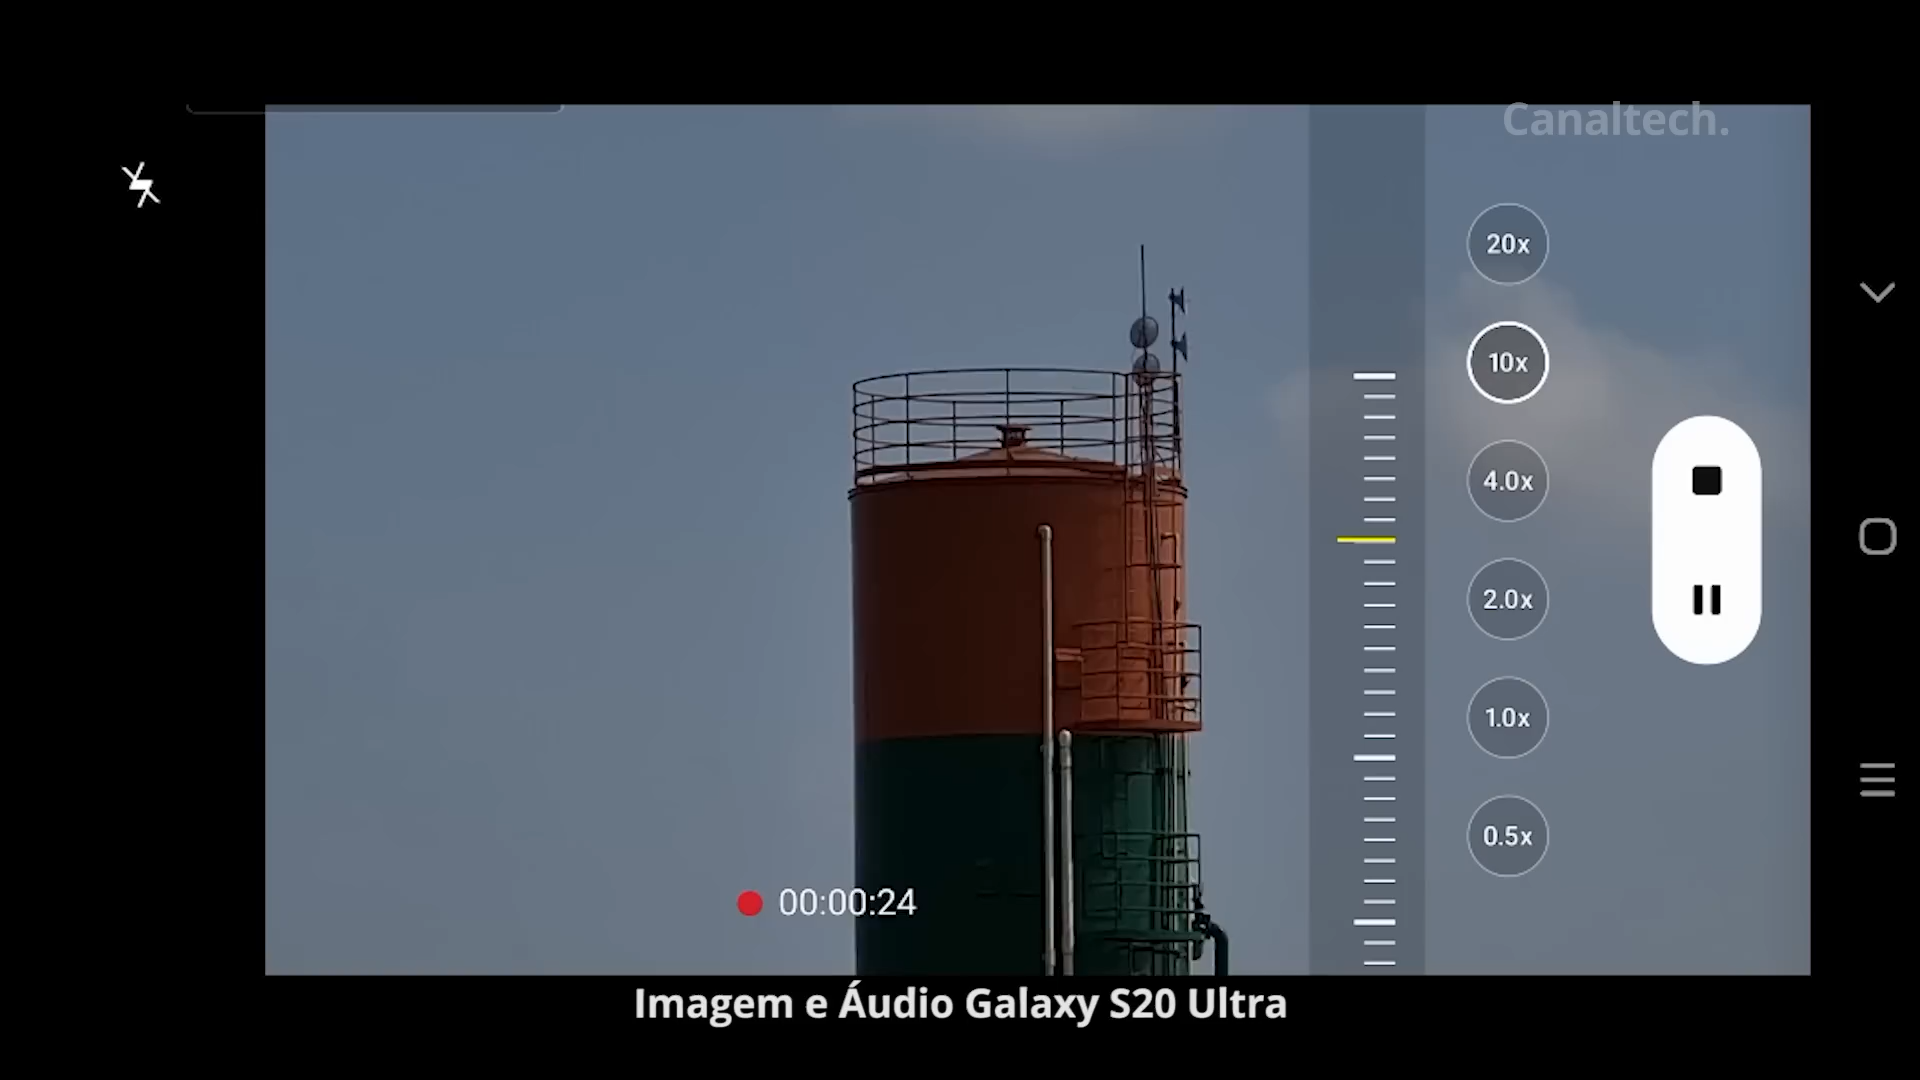 Canaltech.
20x
10x
4.0x
2.0x
1.0x
0.5x
00:00:24
Imagem e Áudio Galaxy S20 Ultra